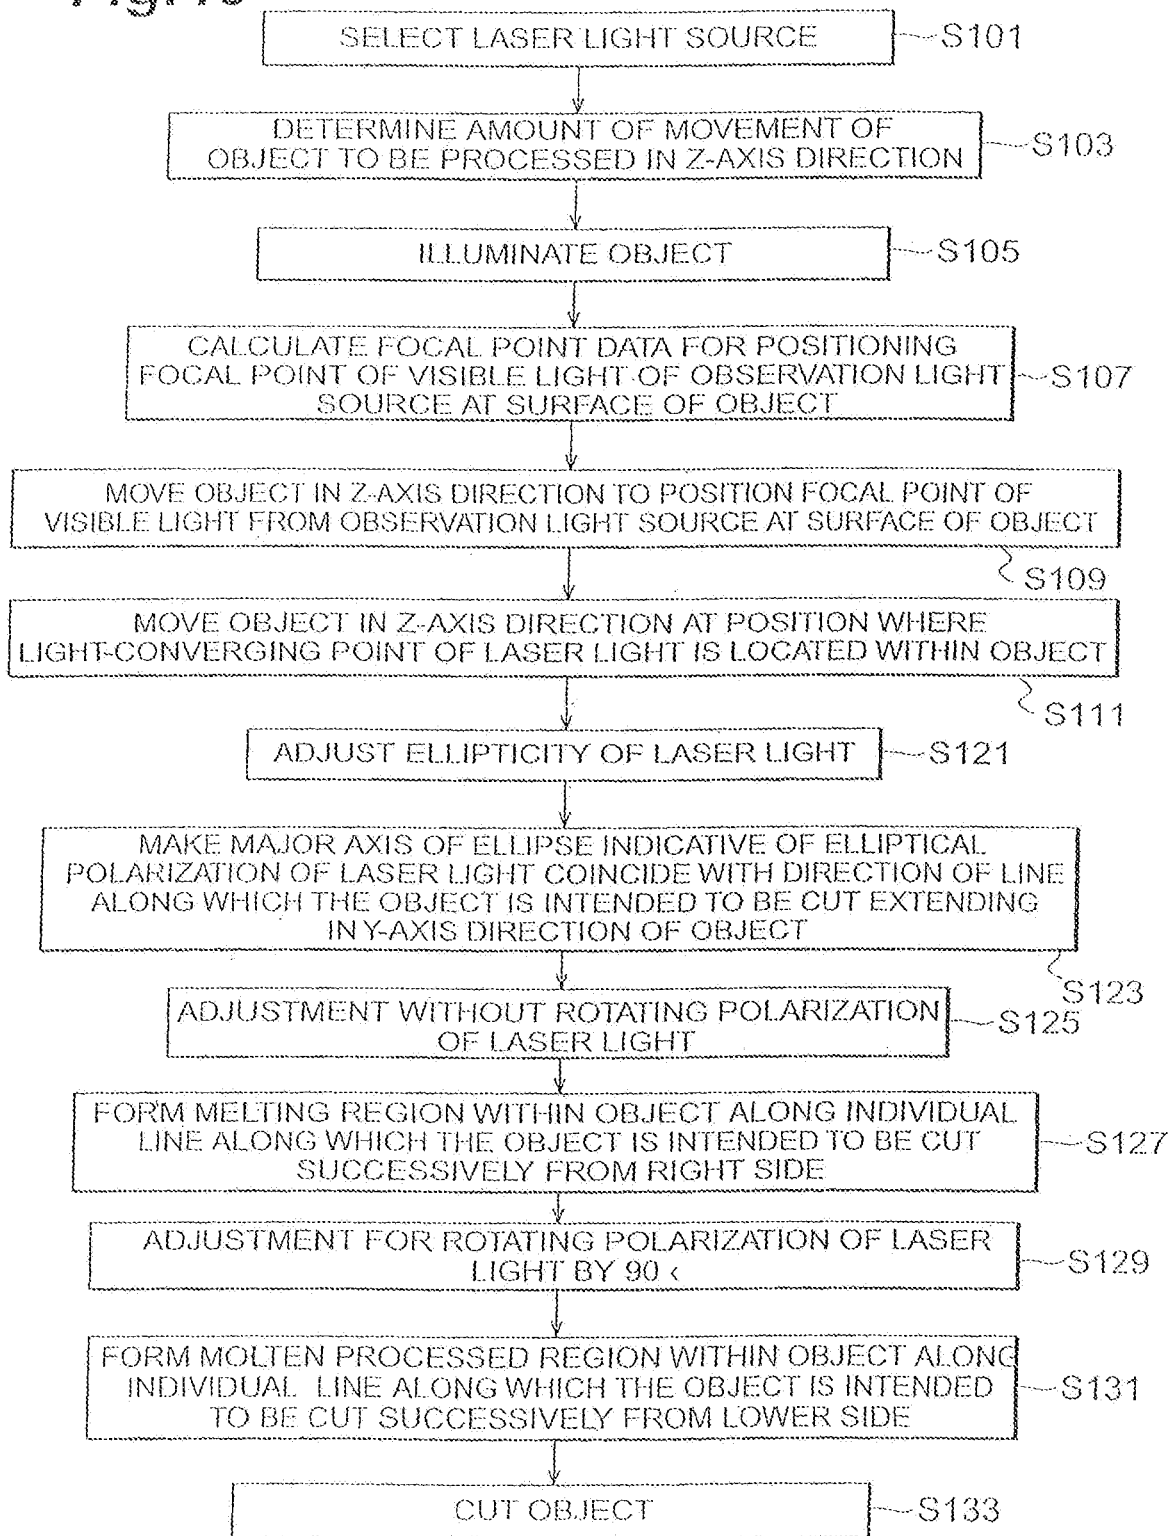 SELECT LASER LIGHT SOURCE
S101
DETERMINE AMOUNT OF MOVEMENT OF
OBJECT TO BE PROCESSED IN Z-AXIS DIRECTION
S103
ILLUMINATE OBJECT
S105
CALCULATE FOCAL POINT DATA FOR POSITIONING
FOCAL POINT OF VISIBLE LIGHT OF OBSERVATION LIGHT
SOURCE AT SURFACE OF OBJECT
S107
MOVE OBJECT IN Z-AXIS DIRECTION TO POSITION FOCAL POINT OF
VISIBLE LIGHT FROM OBSERVATION LIGHT SOURCE AT SURFACE OF OBJECT
S109
MOVE OBJECT IN Z-AXIS DIRECTION AT POSITION WHERE
LIGHT-CONVERGING POINT OF LASER LIGHT IS LOCATED WITHIN OBJECT
S111
ADJUST ELLIPTICITY OF LASER LIGHT
S121
MAKE MAJOR AXIS OF ELLIPSE INDICATIVE OF ELLIPTICAL
POLARIZATION OF LASER LIGHT COINCIDE WITH DIRECTION OF LINE
ALONG WHICH THE OBJECT IS INTENDED TO BE CUT EXTENDING
IN Y-AXIS DIRECTION OF OBJECT
S123
ADJUSTMENT WITHOUT ROTATING POLARIZATION
OF LASER LIGHT
S125
FORM MELTING REGION WITHIN OBJECT ALONG INDIVIDUAL
LINE ALONG WHICH THE OBJECT IS INTENDED TO BE CUT
SUCCESSIVELY FROM RIGHT SIDE
S127
ADJUSTMENT FOR ROTATING POLARIZATION OF LASER
LIGHT BY 90 ‹
S129
FORM MOLTEN PROCESSED REGION WITHIN OBJECT ALONG
INDIVIDUAL LINE ALONG WHICH THE OBJECT IS INTENDED
TO BE CUT SUCCESSIVELY FROM LOWER SIDE
S131
CUT OBJECT
S133